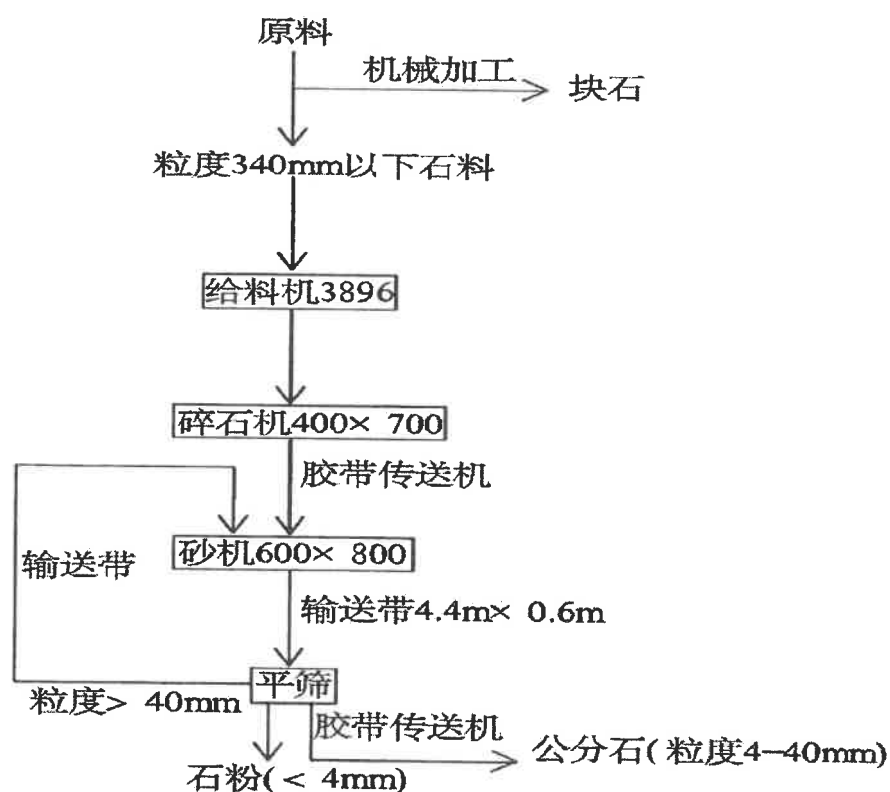 原料
机械加工
块石
粒度340mm以下石料
给料机3896
碎石机400× 700
胶带传送机
砂机600× 800
输送带
输送带4.4m× 0.6m
平筛
粒度> 40mm
胶带传送机
公分石(粒度4-40mm)
石粉(< 4mm)